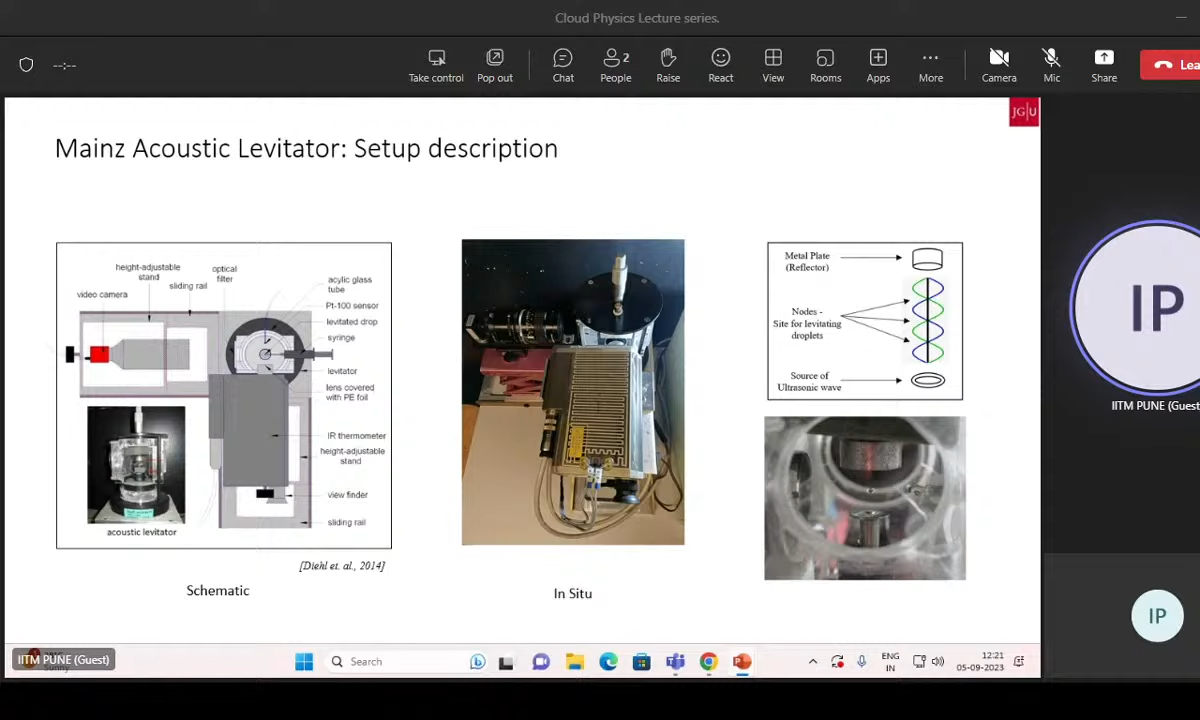 Cloud Physics Lecture series.
--:--
Take control
Pop out
Chat
2
People
Raise
React
View
Rooms
Apps
More
Camera
Mic
Share
Lea
JG|U
Mainz Acoustic Levitator: Setup description
height-adjustable
stand
sliding rail
optical
filter
video camera
acylic glass
tube
Pt-100 sensor
levitated drop
syringe
levitator
lens covered
with PE foil
IR thermometer
height-adjustable
stand
view finder
sliding rail
acoustic levitator
[Diehl et. al., 2014]
Schematic
In Situ
Metal Plate
(Reflector)
Nodes -
Site for levitating
droplets
Source of
Ultrasonic wave
IP
IITM PUNE (Guest
IP
IITM PUNE (Guest)
Sunny
Search
ENG
IN
12:21
05-09-2023